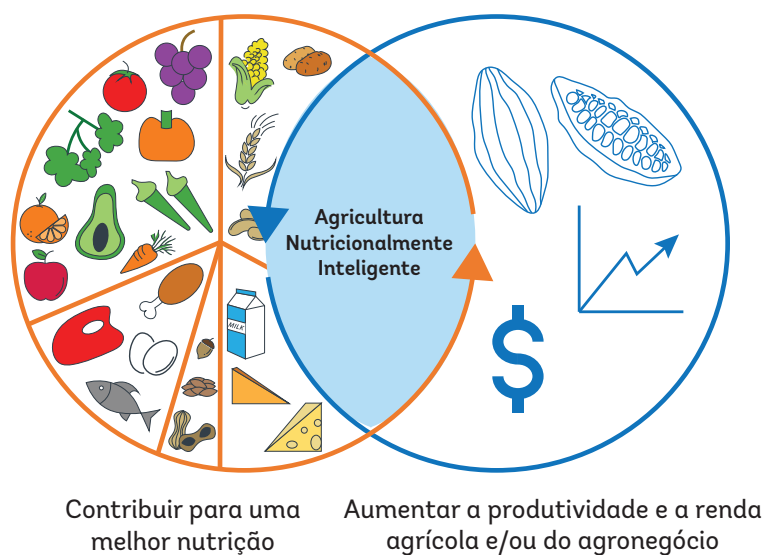 MILK
Agricultura
Nutricionalmente
Inteligente
$
Contribuir para uma
melhor nutrição
Aumentar a produtividade e a renda
agrícola e/ou do agronegócio